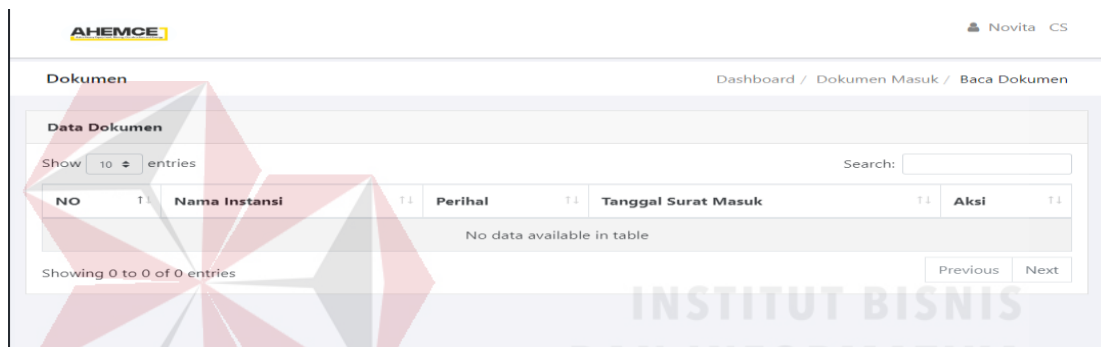 AHEMCE
Novita CS
Dokumen
Dashboard / Dokumen Masuk / Baca Dokumen
Data Dokumen
Show 10 entries
Search:
NO Nama Instansi Perihal Tanggal Surat Masuk Aksi
No data available in table
Showing 0 to 0 of 0 entries
Previous Next
INSTITUT BISNIS